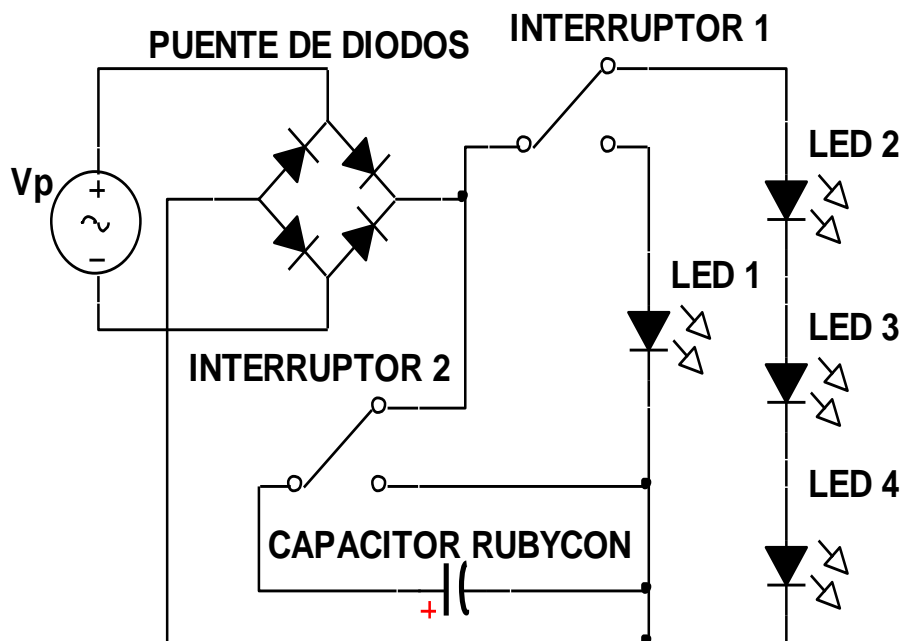 PUENTE DE DIODOS
INTERRUPTOR 1
Vp
+
-
LED 2
LED 1
LED 3
INTERRUPTOR 2
LED 4
CAPACITOR RUBYCON
+